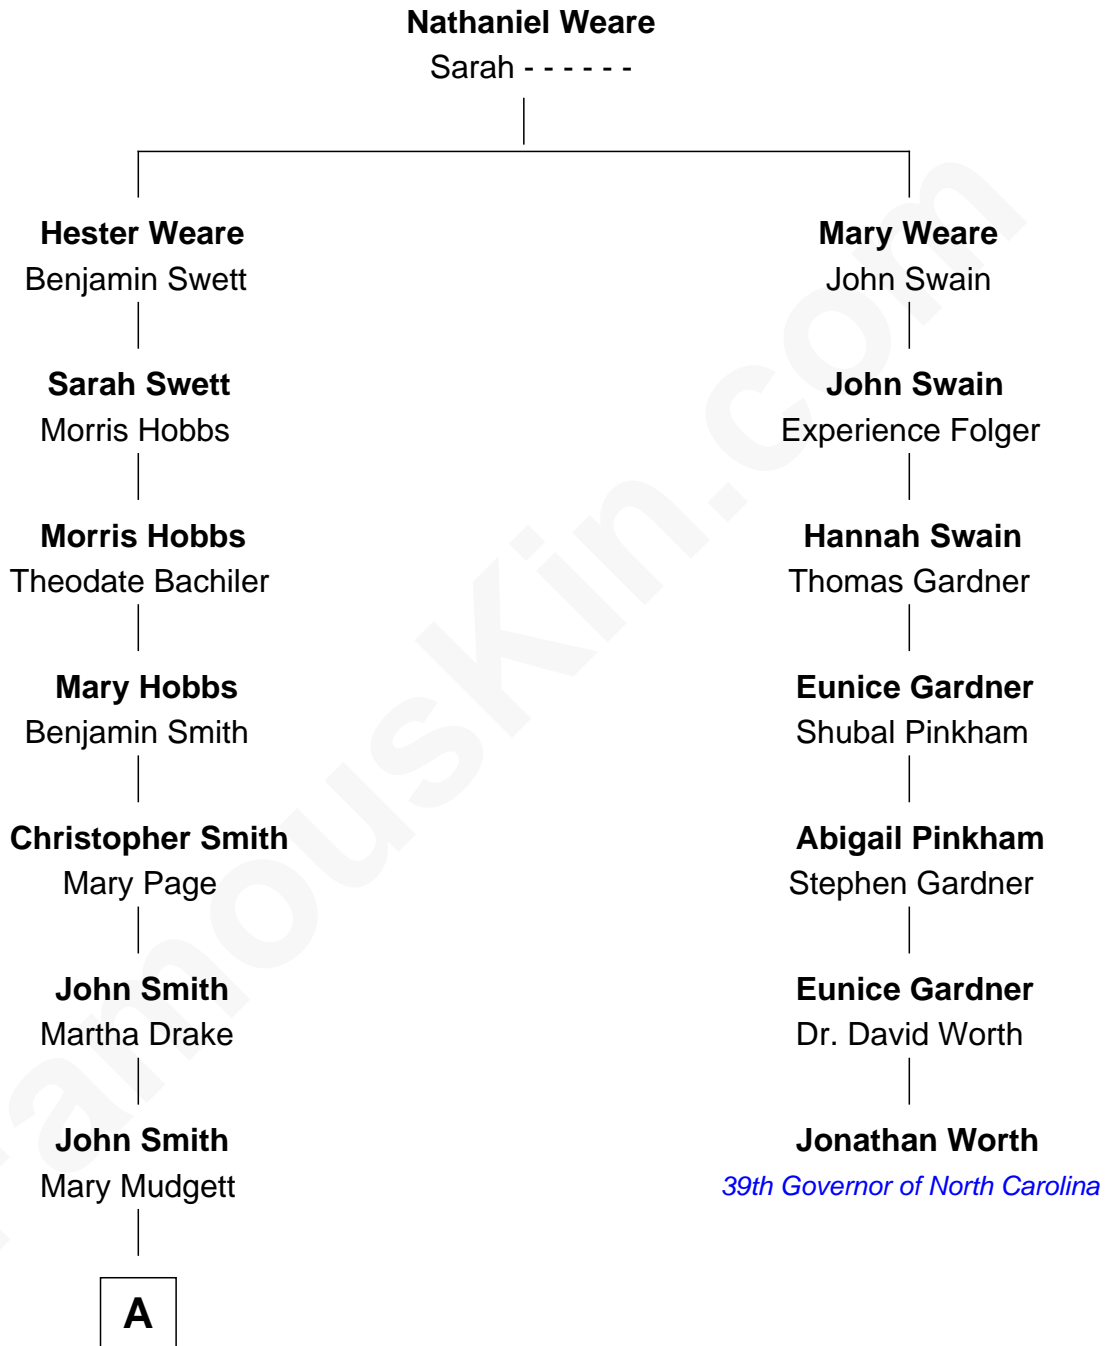 Nathaniel Weare
Sarah - - - - - -
Hester Weare
Benjamin Swett
Mary Weare
John Swain
Sarah Swett
Morris Hobbs
John Swain
Experience Folger
Morris Hobbs
Theodate Bachiler
Hannah Swain
Thomas Gardner
Mary Hobbs
Benjamin Smith
Eunice Gardner
Shubal Pinkham
Christopher Smith
Mary Page
Abigail Pinkham
Stephen Gardner
John Smith
Martha Drake
Eunice Gardner
Dr. David Worth
John Smith
Mary Mudgett
Jonathan Worth
39th Governor of North Carolina
A
FamousKin.com